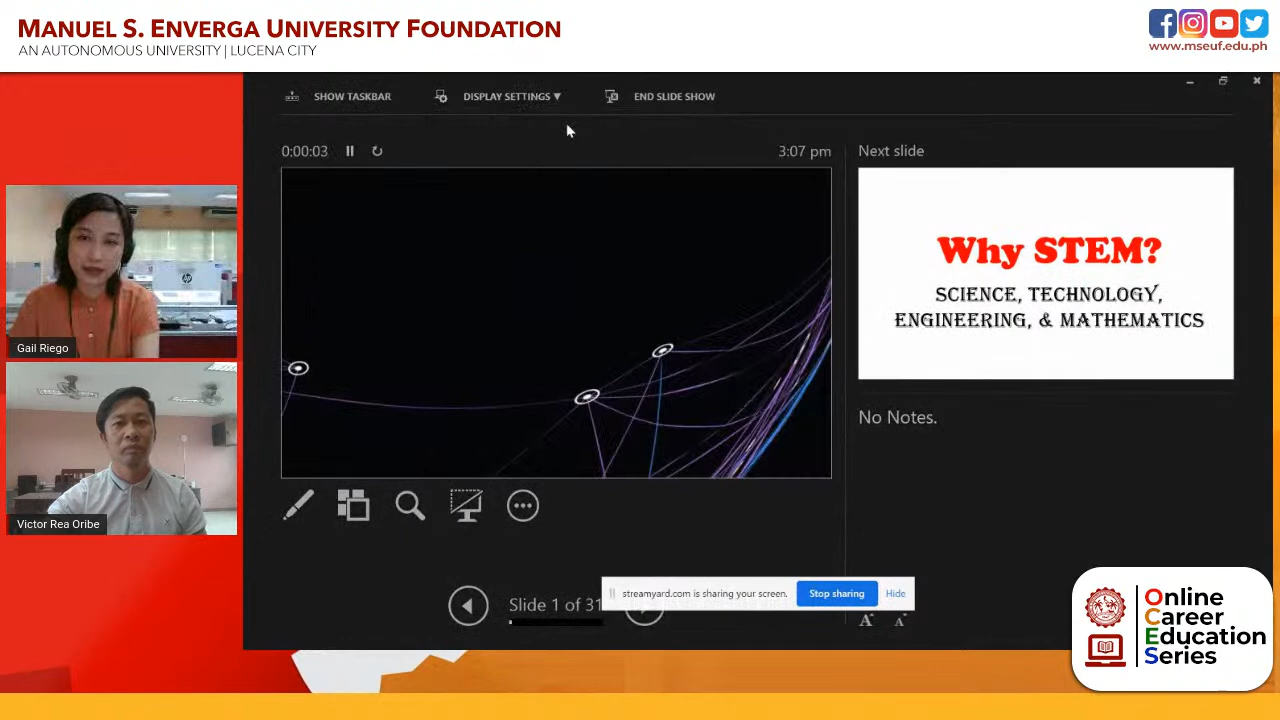 MANUEL S. ENVERGA UNIVERSITY FOUNDATION
AN AUTONOMOUS UNIVERSITY | LUCENA CITY
www.mseuf.edu.ph
SHOW TASKBAR
DISPLAY SETTINGS ▼
END SLIDE SHOW
0:00:03
3:07 pm
Next slide
Why STEM?
SCIENCE, TECHNOLOGY,
ENGINEERING, & MATHEMATICS
No Notes.
Gail Riego
Victor Rea Oribe
Slide 1 of 31
streamyard.com is sharing your screen.
Stop sharing
Hide
A
A
Online
Career
Education
Series